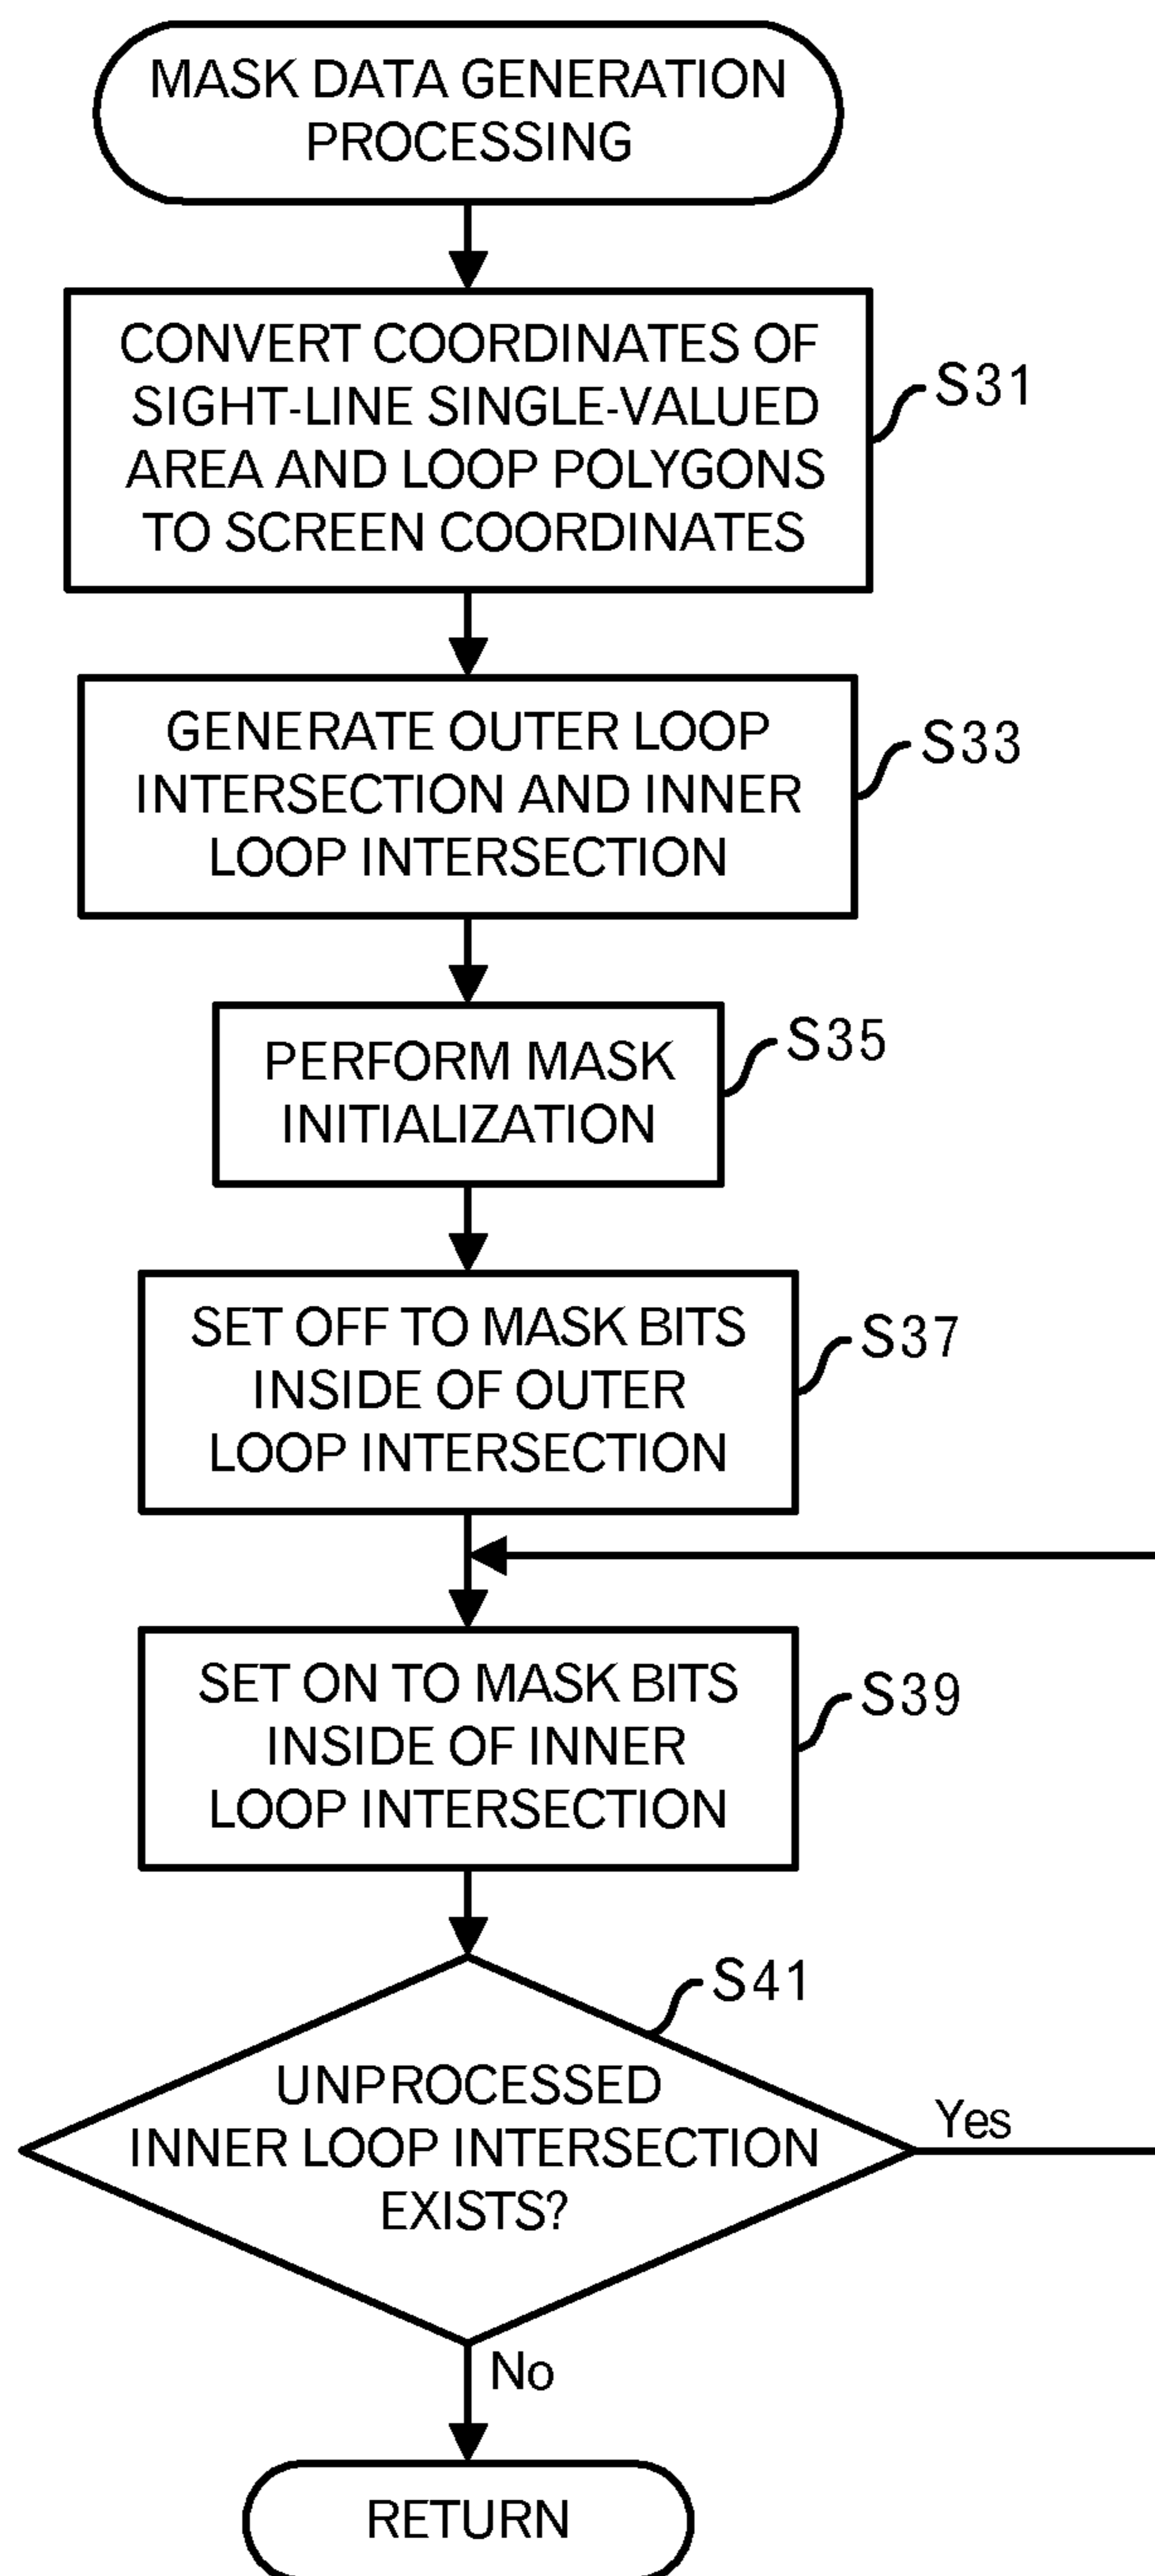 MASK DATA GENERATION
PROCESSING
CONVERT COORDINATES OF
SIGHT-LINE SINGLE-VALUED
AREA AND LOOP POLYGONS
TO SCREEN COORDINATES
S31
GENERATE OUTER LOOP
INTERSECTION AND INNER
LOOP INTERSECTION
S33
PERFORM MASK
INITIALIZATION
S35
SET OFF TO MASK BITS
INSIDE OF OUTER
LOOP INTERSECTION
S37
SET ON TO MASK BITS
INSIDE OF INNER
LOOP INTERSECTION
S39
S41
UNPROCESSED
INNER LOOP INTERSECTION
EXISTS?
Yes
No
RETURN